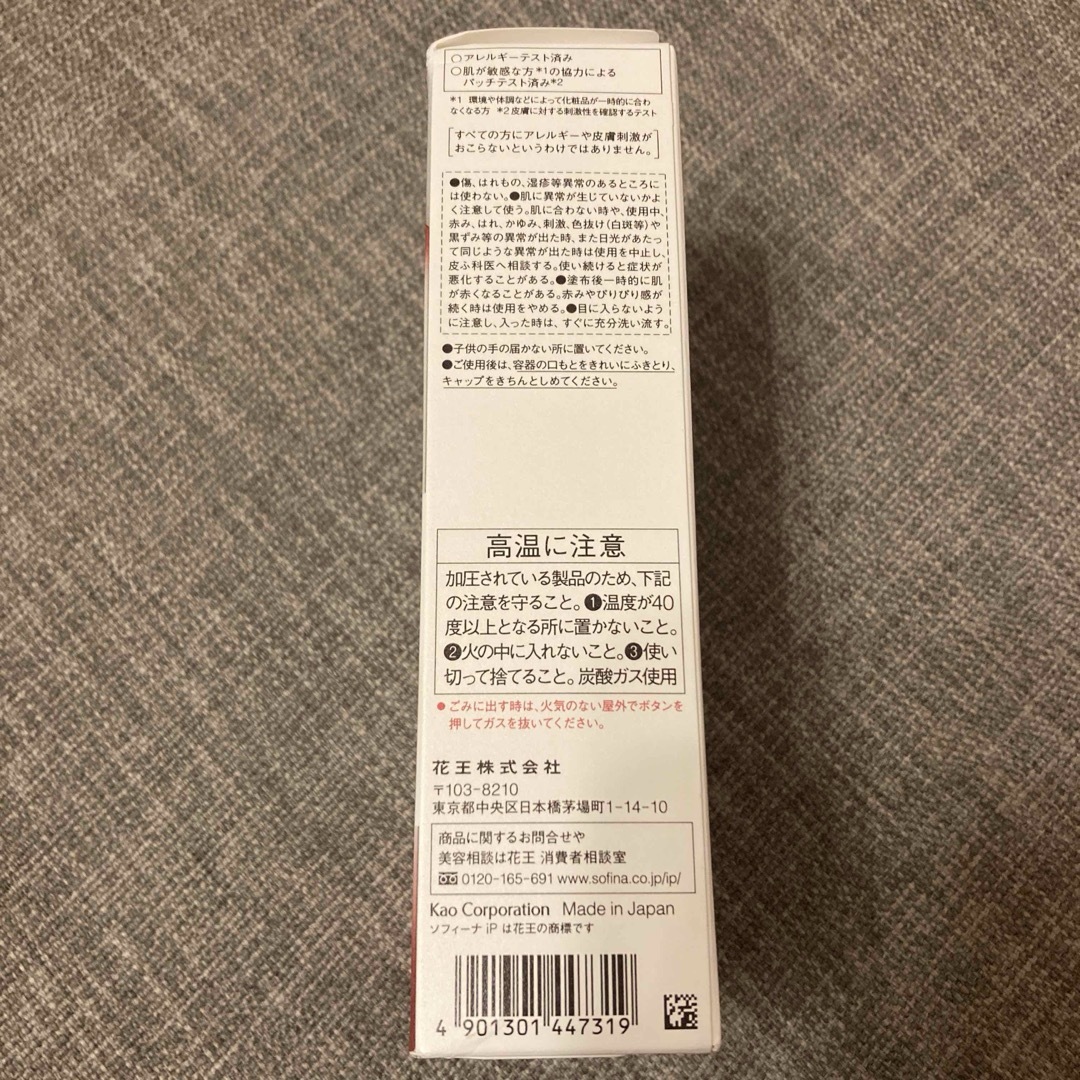 ○アレルギーテスト済み
○肌が敏感な方*1の協力による
パッチテスト済み*2
*1 環境や体調などによって化粧品が一時的に合わ
なくなる方 *2 皮膚に対する刺激性を確認するテスト
すべての方にアレルギーや皮膚刺激が
おこらないというわけではありません。
●傷、はれもの、湿疹等異常のあるところに
は使わない。●肌に異常が生じていないかよ
く注意して使う。肌に合わない時や、使用中、
赤み、はれ、かゆみ、刺激、色抜け(白斑等)や
黒ずみ等の異常が出た時、また日光があたっ
て同じような異常が出た時は使用を中止し、
皮ふ科医へ相談する。使い続けると症状が
悪化することがある。●塗布後一時的に肌
が赤くなることがある。赤みやぴりぴり感が
続く時は使用をやめる。●目に入らないよう
に注意し、入った時は、すぐに充分洗い流す。
●子供の手の届かない所に置いてください。
●ご使用後は、容器の口もとをきれいにふきとり、
キャップをきちんとしめてください。
高温に注意
加圧されている製品のため、下記
の注意を守ること。❶温度が40
度以上となる所に置かないこと。
❷火の中に入れないこと。❸使い
切って捨てること。炭酸ガス使用
●ごみに出す時は、火気のない屋外でボタンを
押してガスを抜いてください。
花王株式会社
〒103-8210
東京都中央区日本橋茅場町1-14-10
商品に関するお問合せや
美容相談は花王 消費者相談室
0120-165-691 www.sofina.co.jp/ip/
Kao Corporation Made in Japan
ソフィーナ iP は花王の商標です
4 901301 447319